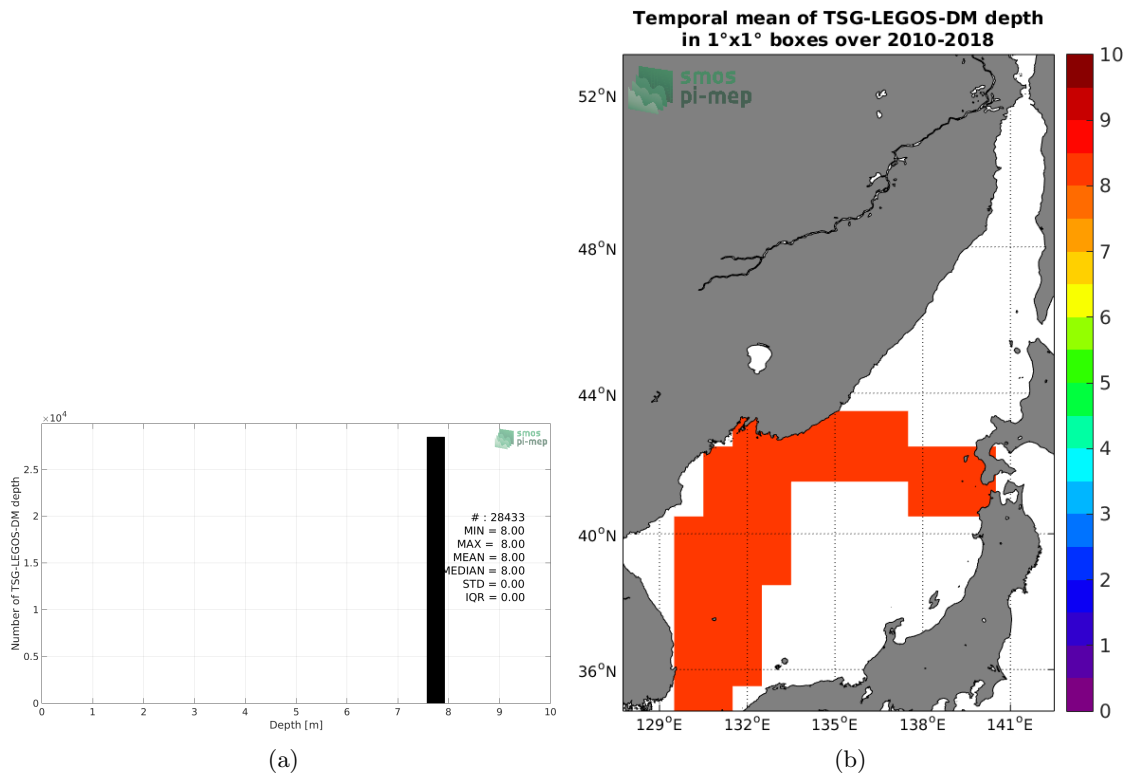 ×10⁴
2.5
2
1.5
1
0.5
0
Number of TSG-LEGOS-DM depth
smos
pi-mep
# : 28433
MIN = 8.00
MAX = 8.00
MEAN = 8.00
MEDIAN = 8.00
STD = 0.00
IQR = 0.00
0 1 2 3 4 5 6 7 8 9 10
Depth [m]
(a)
Temporal mean of TSG-LEGOS-DM depth
in 1°x1° boxes over 2010-2018
smos
pi-mep
52°N
48°N
44°N
40°N
36°N
129°E 132°E 135°E 138°E 141°E
10
9
8
7
6
5
4
3
2
1
0
(b)